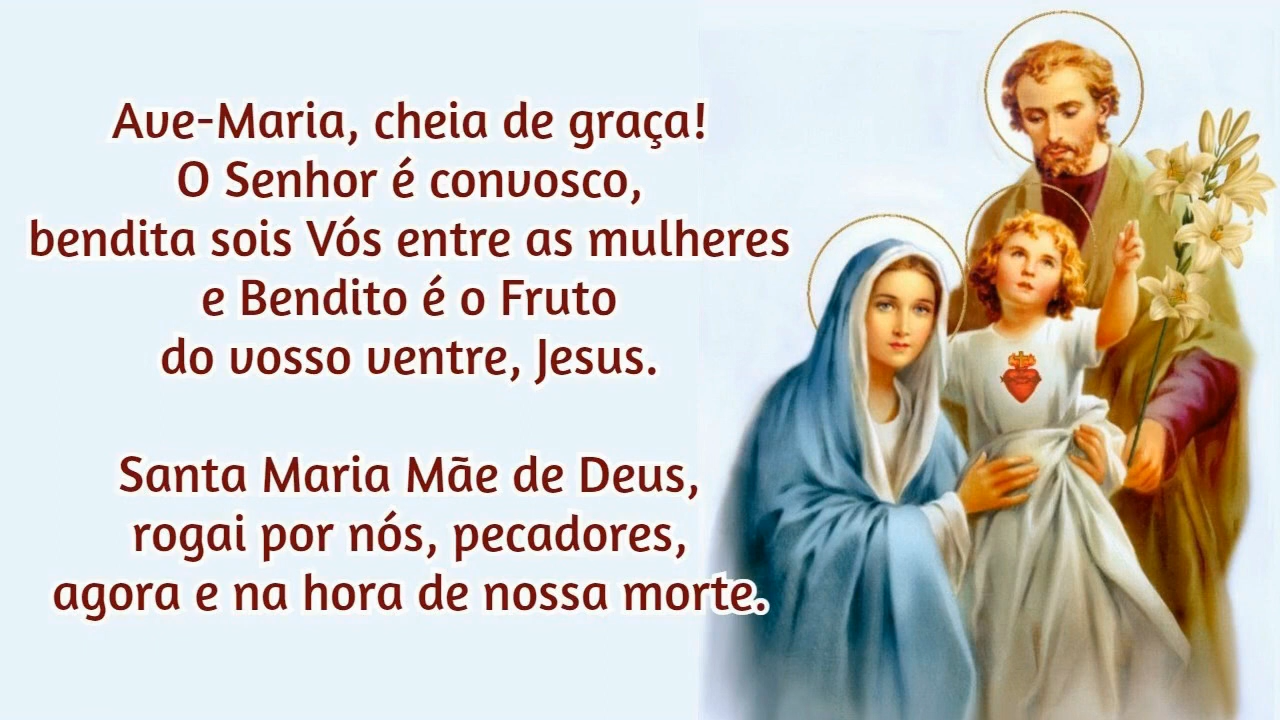 Ave-Maria, cheia de graça!
O Senhor é convosco,
bendita sois Vós entre as mulheres
e Bendito é o Fruto
do vosso ventre, Jesus.
Santa Maria Mãe de Deus,
rogai por nós, pecadores,
agora e na hora de nossa morte.